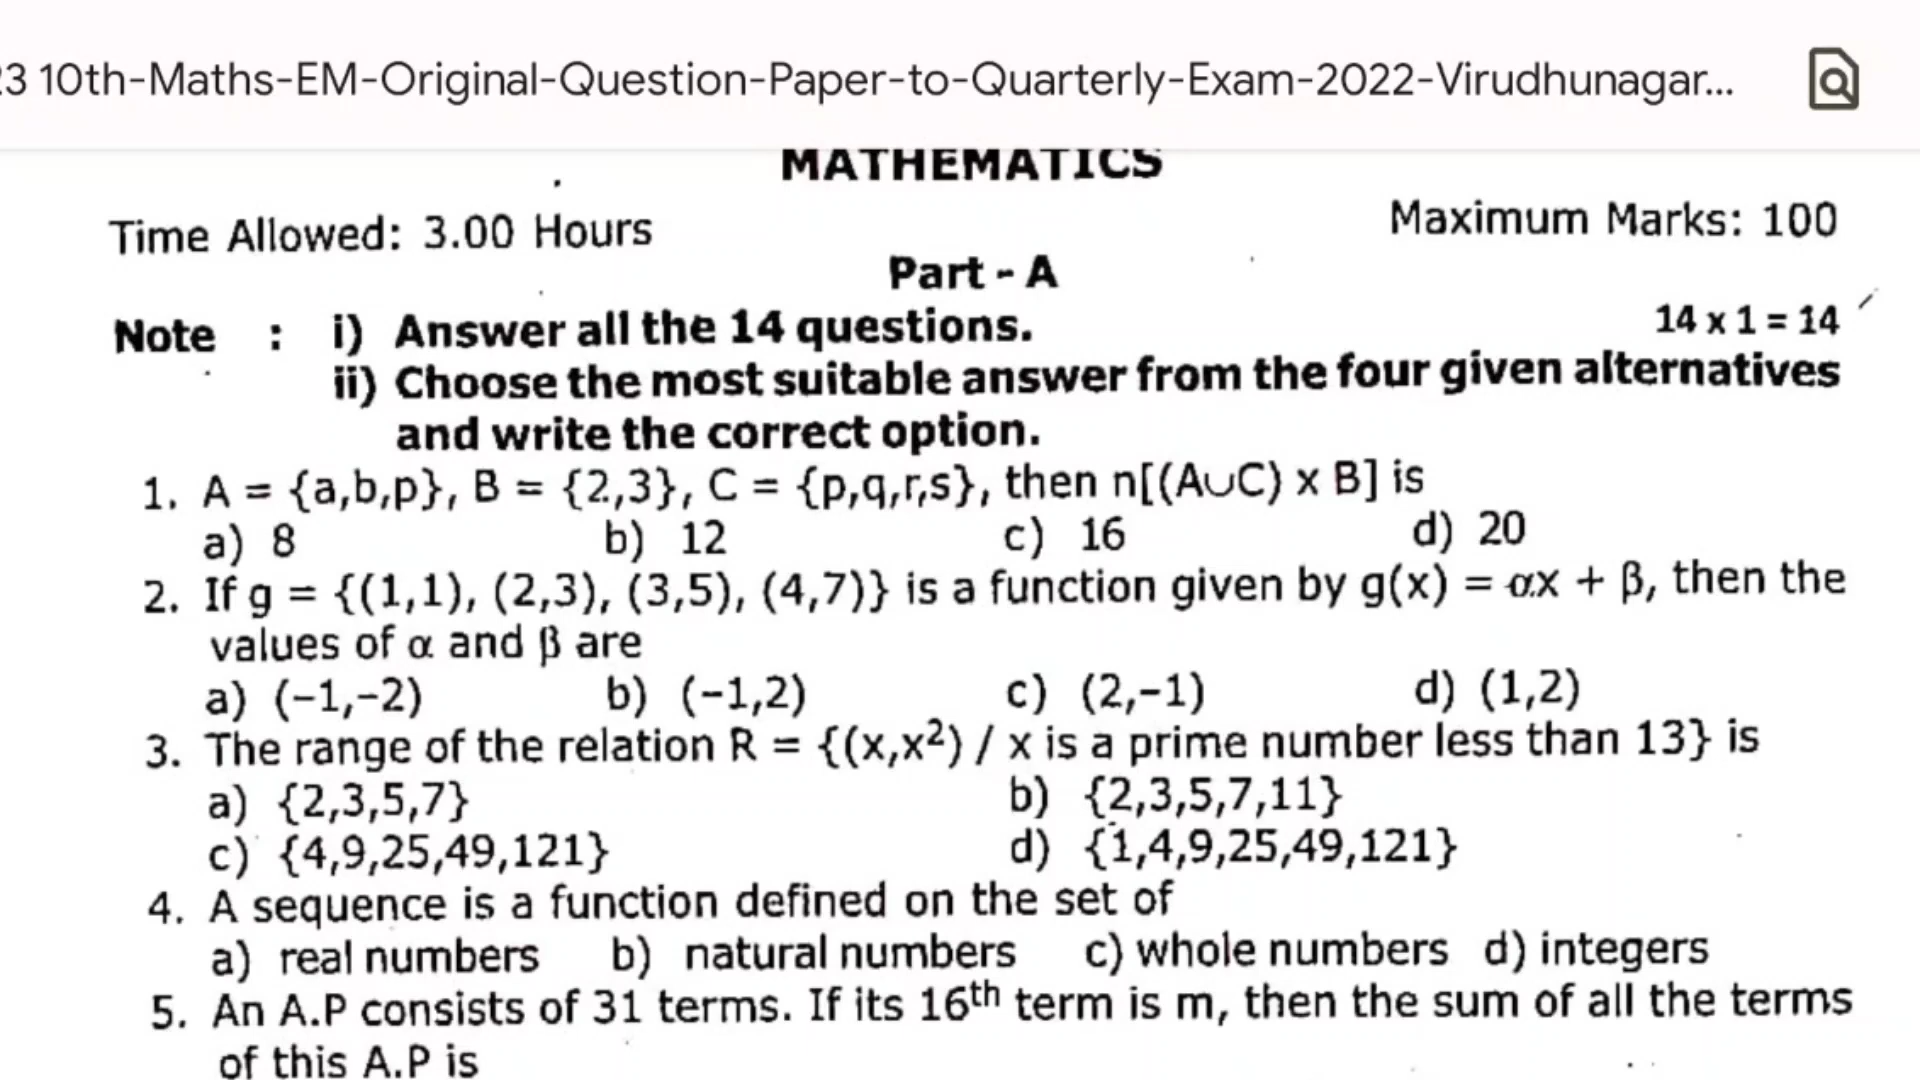 23 10th-Maths-EM-Original-Question-Paper-to-Quarterly-Exam-2022-Virudhunagar...
MATHEMATICS
Time Allowed: 3.00 Hours Maximum Marks: 100
Part - A
Note : i) Answer all the 14 questions. 14 x 1 = 14
ii) Choose the most suitable answer from the four given alternatives
and write the correct option.
1. A = {a,b,p}, B = {2,3}, C = {p,q,r,s}, then n[(A∪C) x B] is
a) 8 b) 12 c) 16 d) 20
2. If g = {(1,1), (2,3), (3,5), (4,7)} is a function given by g(x) = αx + β, then the
values of α and β are
a) (−1,−2) b) (−1,2) c) (2,−1) d) (1,2)
3. The range of the relation R = {(x,x²) / x is a prime number less than 13} is
a) {2,3,5,7} b) {2,3,5,7,11}
c) {4,9,25,49,121} d) {1,4,9,25,49,121}
4. A sequence is a function defined on the set of
a) real numbers b) natural numbers c) whole numbers d) integers
5. An A.P consists of 31 terms. If its 16th term is m, then the sum of all the terms
of this A.P is